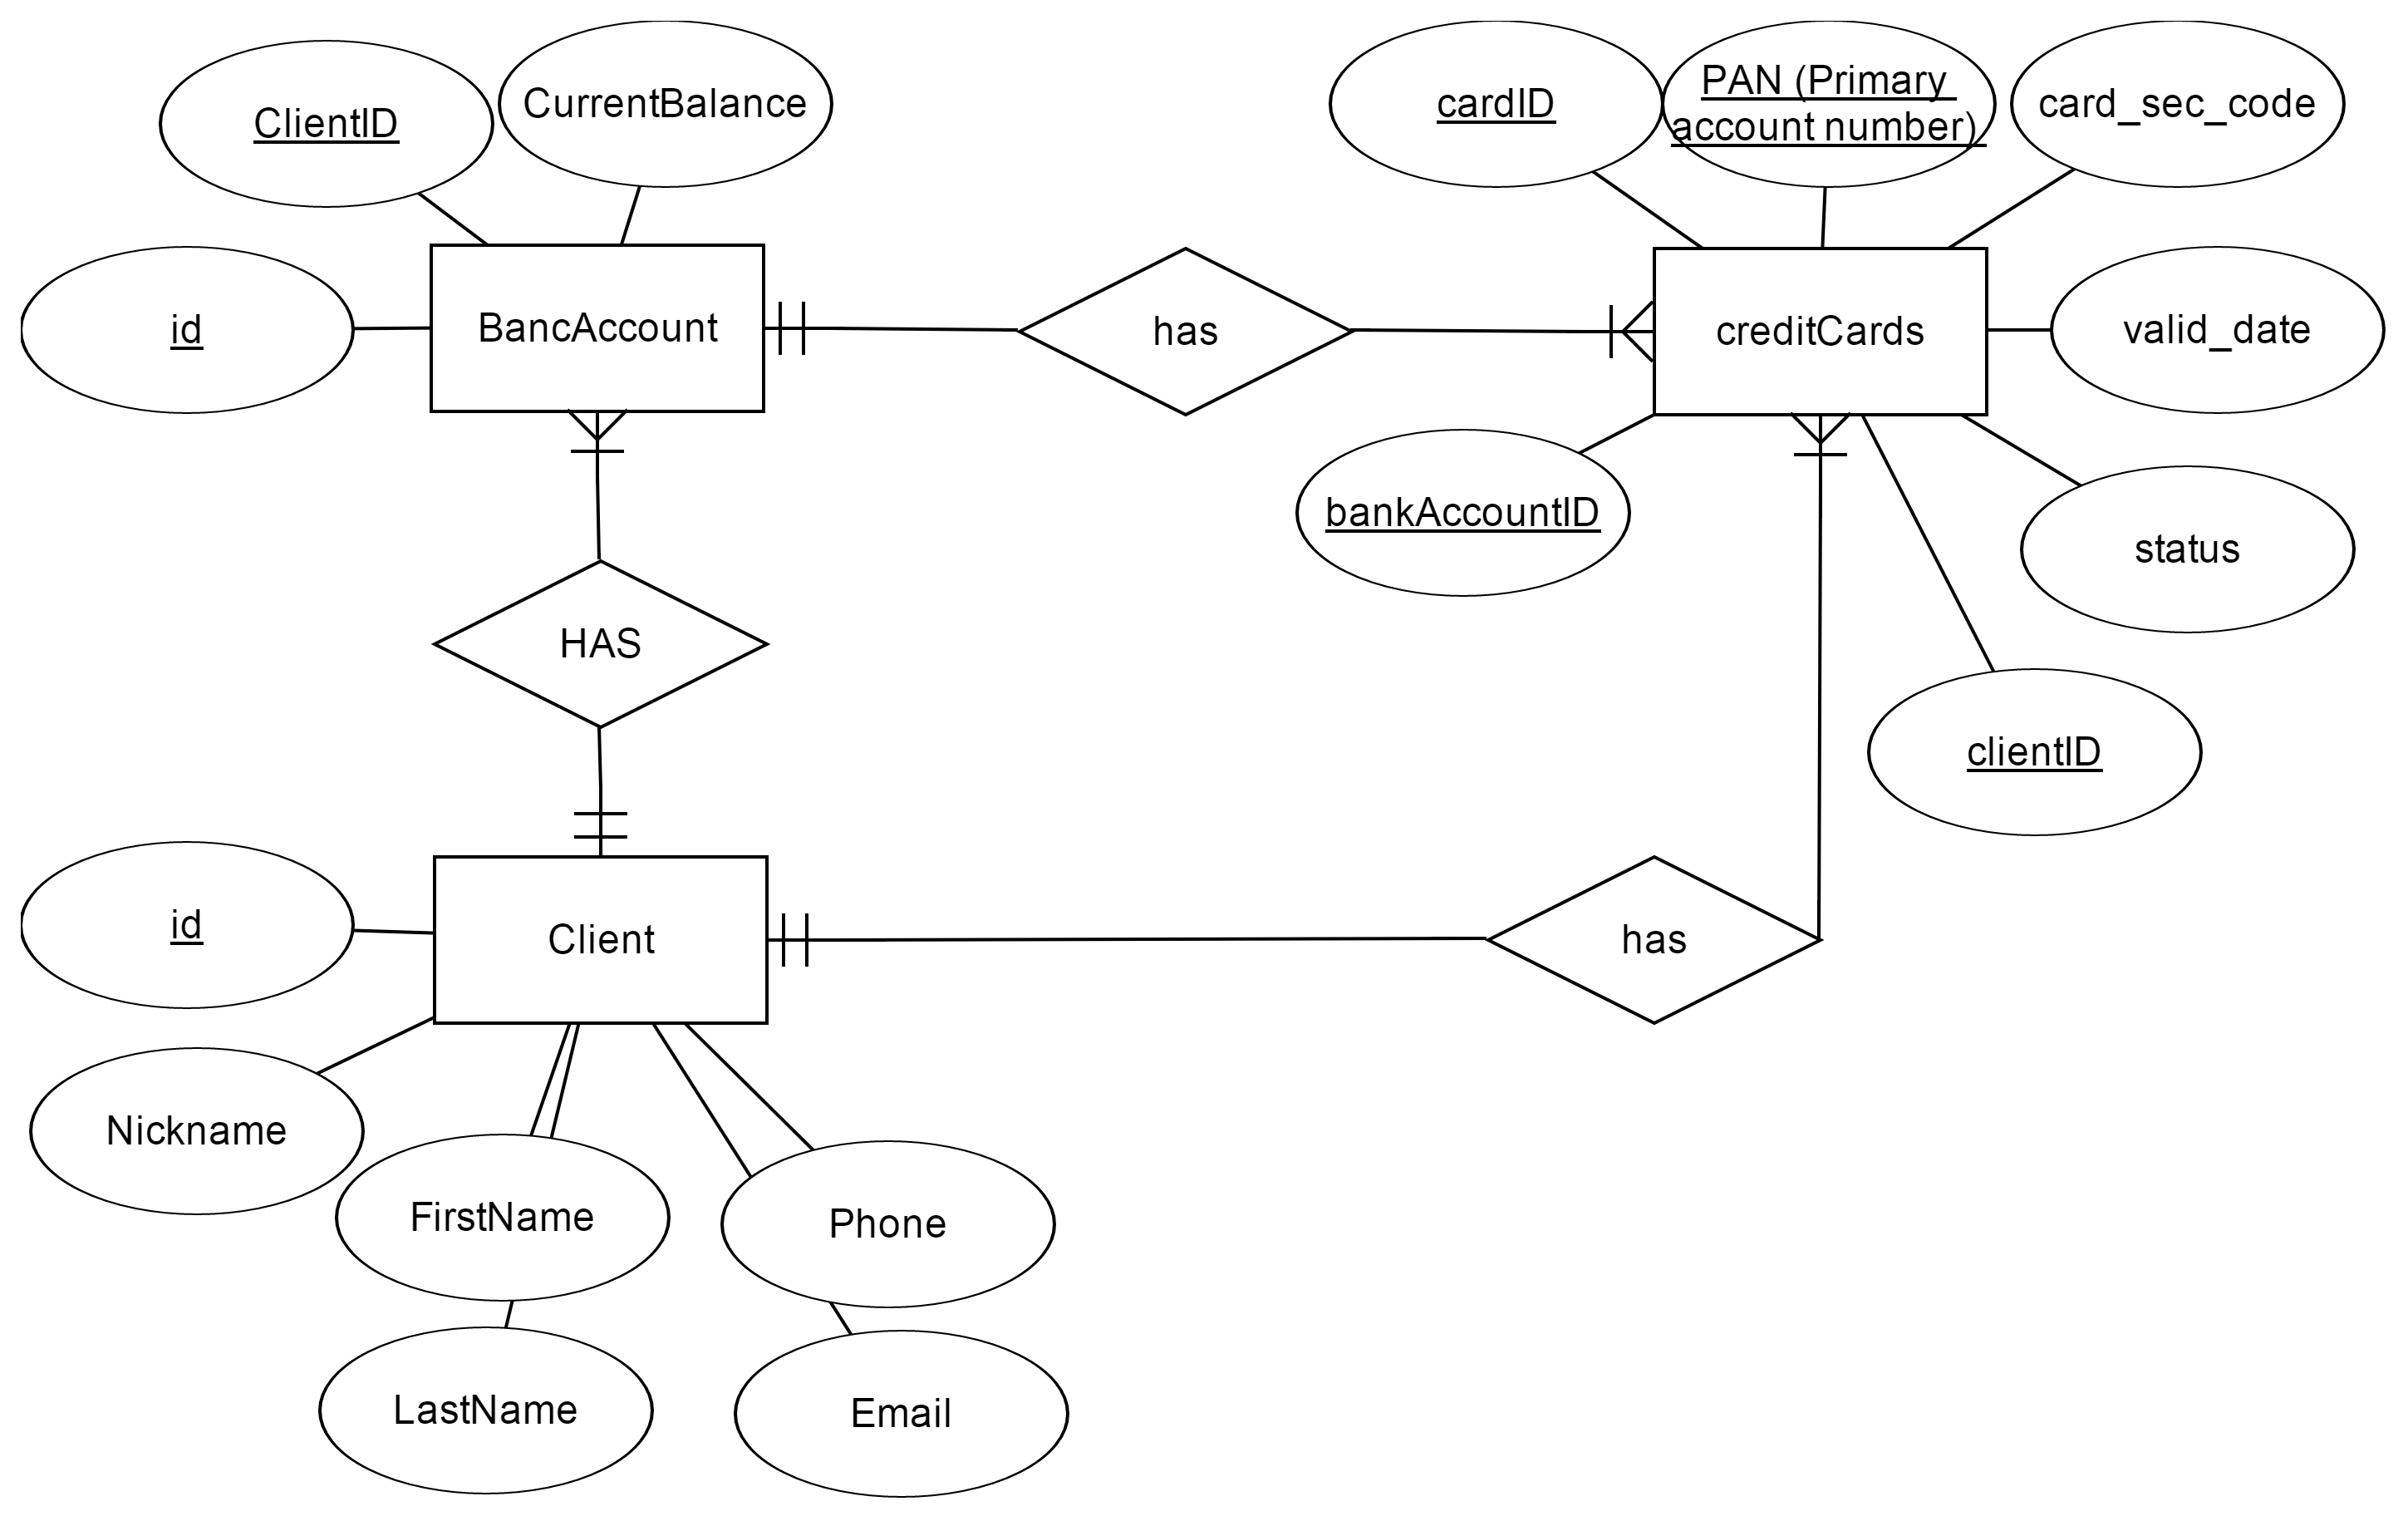 ClientID
CurrentBalance
cardID
PAN (Primary
account number)
card_sec_code
id
BancAccount
has
creditCards
valid_date
bankAccountID
status
HAS
clientID
id
Client
has
Nickname
FirstName
Phone
LastName
Email